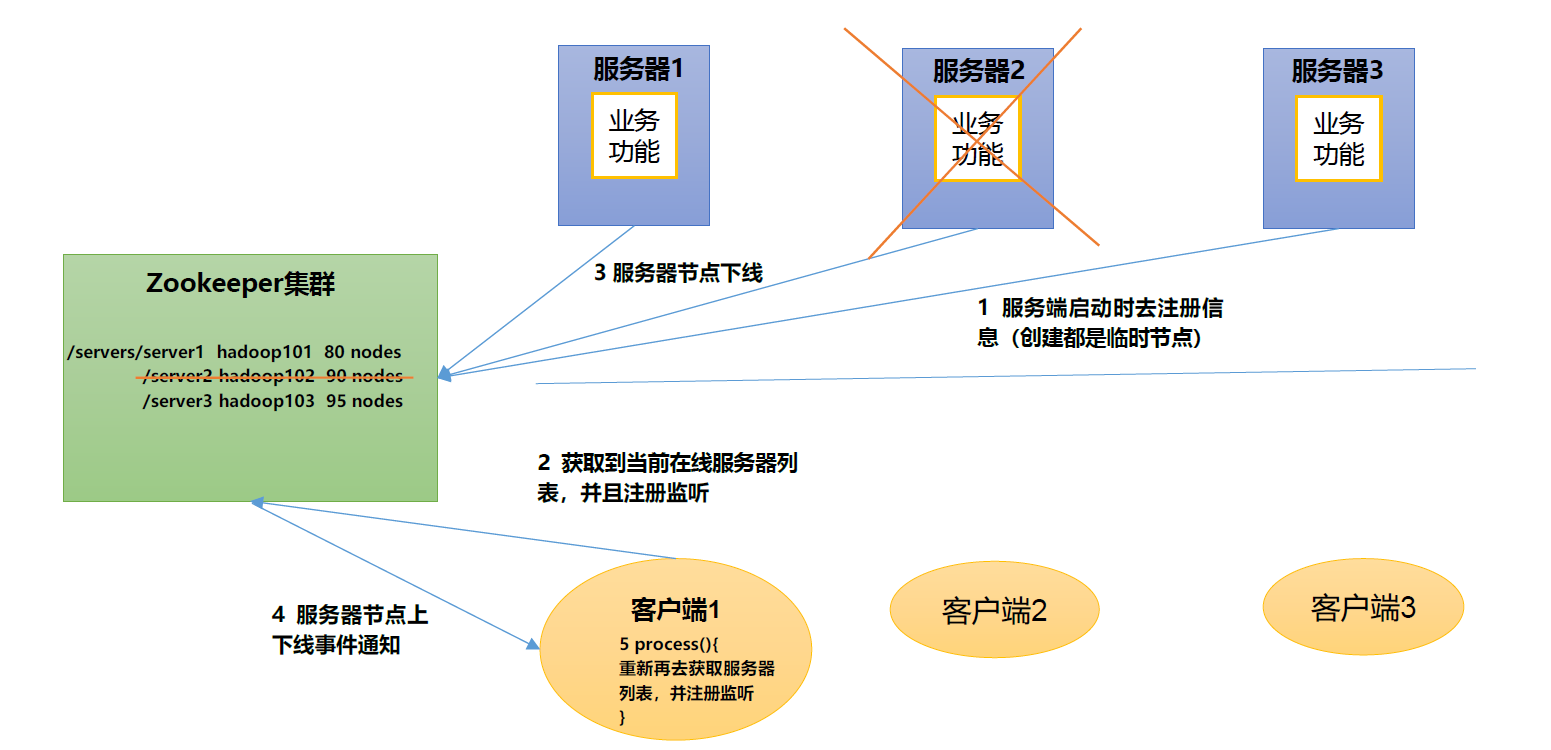 服务器1
业务
功能
服务器2
业务
功能
服务器3
业务
功能
Zookeeper集群
/servers/server1 hadoop101 80 nodes
/server2 hadoop102 90 nodes
/server3 hadoop103 95 nodes
3 服务器节点下线
1 服务端启动时去注册信
息（创建都是临时节点）
2 获取到当前在线服务器列
表，并且注册监听
4 服务器节点上
下线事件通知
客户端1
5 process(){
重新再去获取服务器
列表，并注册监听
}
客户端2
客户端3